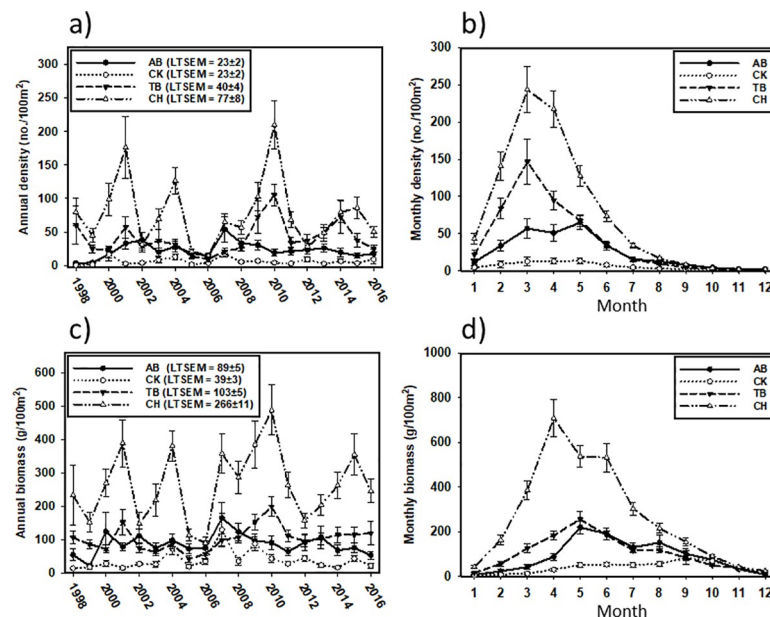 a)
Annual density (no./100m²)
300
250
200
150
100
50
0
AB (LTSEM = 23±2)
CK (LTSEM = 23±2)
TB (LTSEM = 40±4)
CH (LTSEM = 77±8)
1998 2000 2002 2004 2006 2008 2010 2012 2014 2016
b)
Monthly density (no./100m²)
300
250
200
150
100
50
0
AB
CK
TB
CH
1 2 3 4 5 6 7 8 9 10 11 12
Month
c)
Annual biomass (g/100m²)
600
500
400
300
200
100
0
AB (LTSEM = 89±5)
CK (LTSEM = 39±3)
TB (LTSEM = 103±5)
CH (LTSEM = 266±11)
1998 2000 2002 2004 2006 2008 2010 2012 2014 2016
d)
Monthly biomass (g/100m²)
1000
800
600
400
200
0
AB
CK
TB
CH
1 2 3 4 5 6 7 8 9 10 11 12
Month